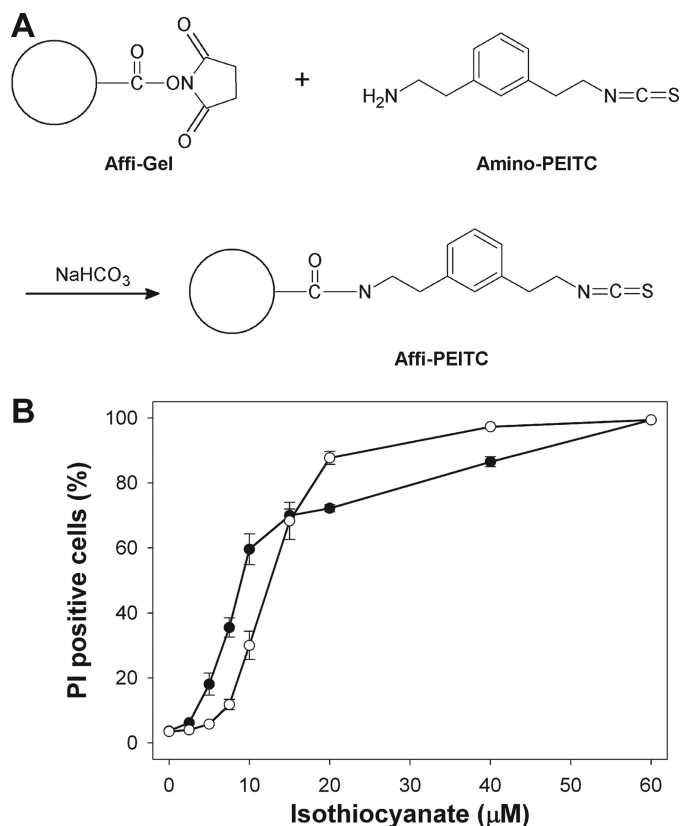 A
O
O
C
O
N
O
Affi-Gel
+
H2N
N=C=S
Amino-PEITC
NaHCO3
O
C
N
N=C=S
Affi-PEITC
B
PI positive cells (%)
100
80
60
40
20
0
0 10 20 30 40 50 60
Isothiocyanate (μM)